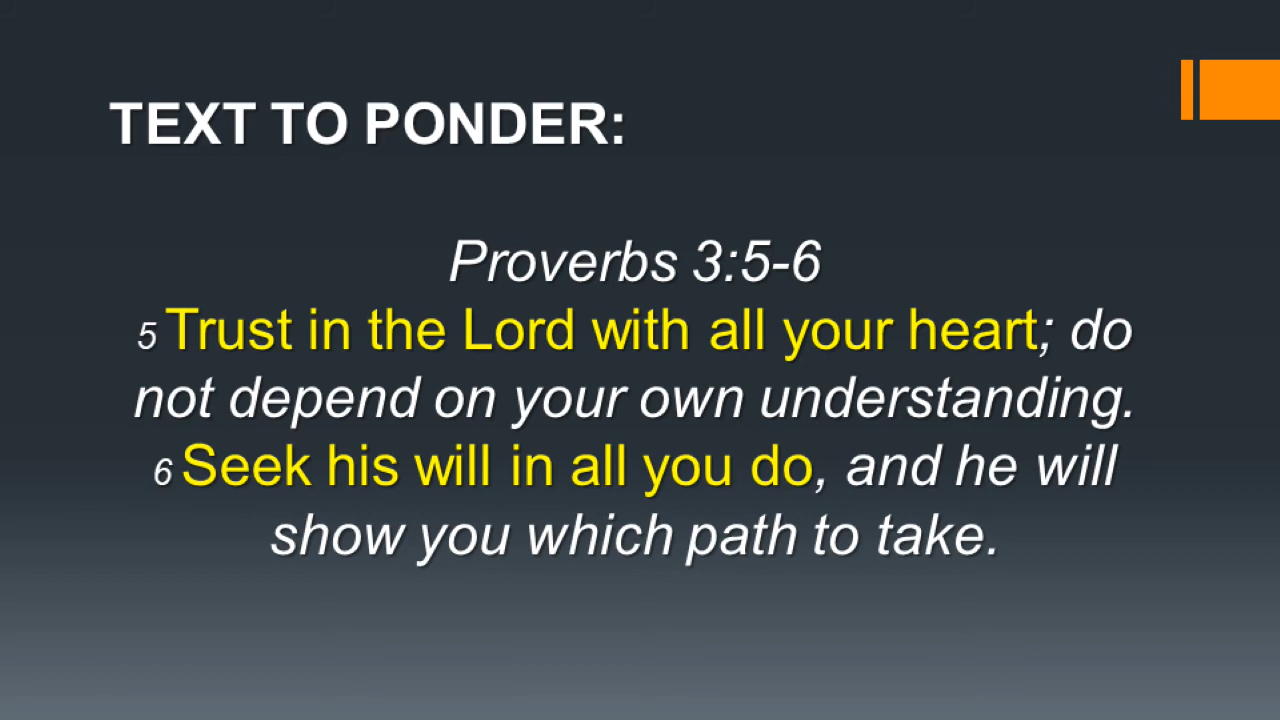 TEXT TO PONDER:
Proverbs 3:5-6
5 Trust in the Lord with all your heart; do
not depend on your own understanding.
6 Seek his will in all you do, and he will
show you which path to take.